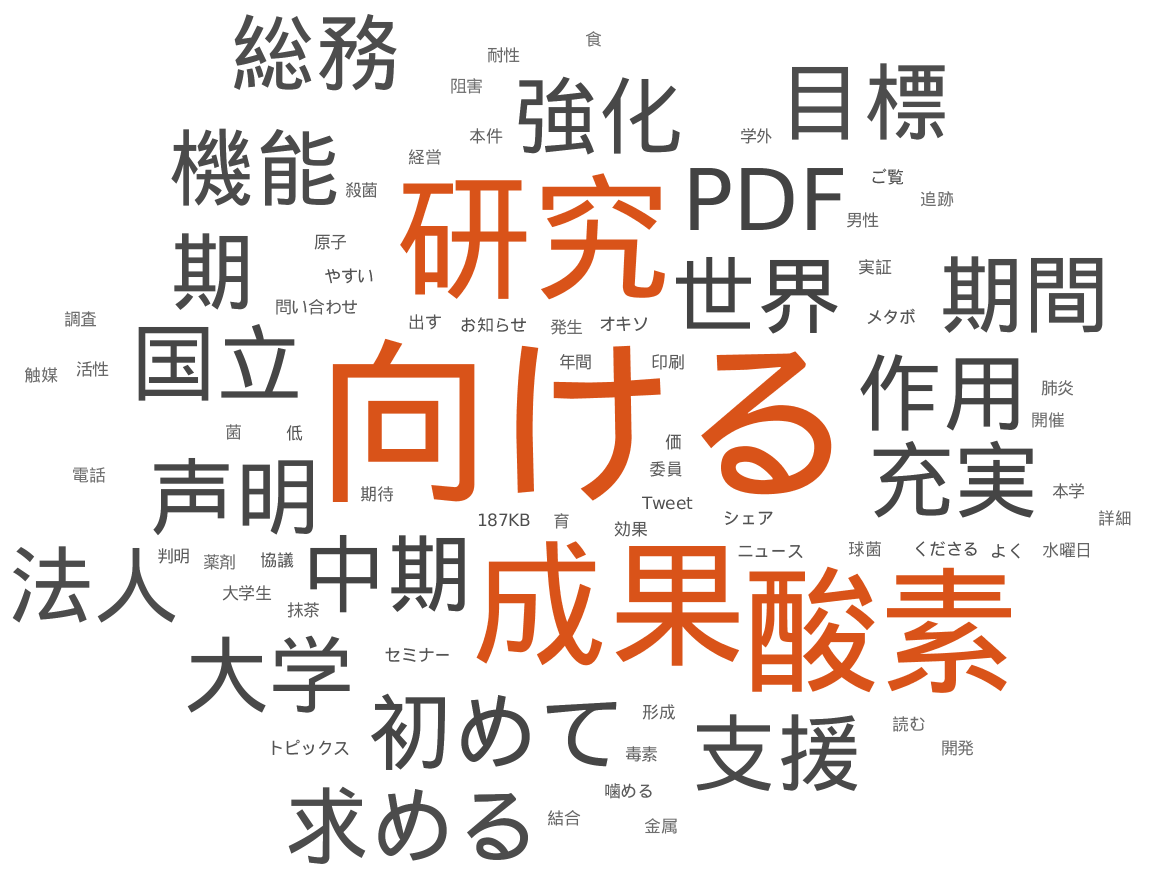 総務
食
耐性
阻害
強化
目標
本件
学外
機能
経営
殺菌
研究
PDF
ご覧
追跡
男性
期
原子
やすい
世界
実証
期間
問い合わせ
出す
お知らせ
発生
オキソ
メタボ
調査
国立
触媒
活性
向ける
年間
印刷
作用
肺炎
開催
菌
低
価
委員
充実
電話
声明
期待
Tweet
本学
187KB
育
効果
シェア
詳細
法人
判明
薬剤
協議
中期
成果
ニュース
球菌
くださる
よく
水曜日
大学生
抹茶
酸素
大学
セミナー
初めて
形成
支援
読む
トピックス
毒素
開発
求める
噛める
結合
金属